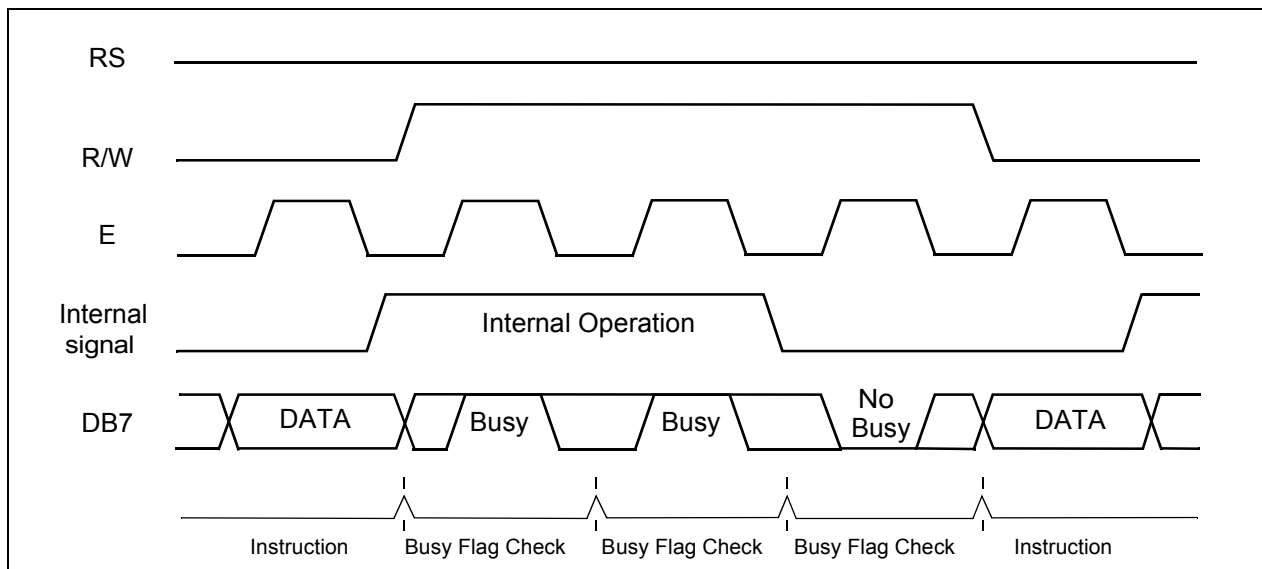 RS
R/W
E
Internal
signal
Internal Operation
DB7
DATA
Busy
Busy
No
Busy
DATA
Instruction
Busy Flag Check
Busy Flag Check
Busy Flag Check
Instruction